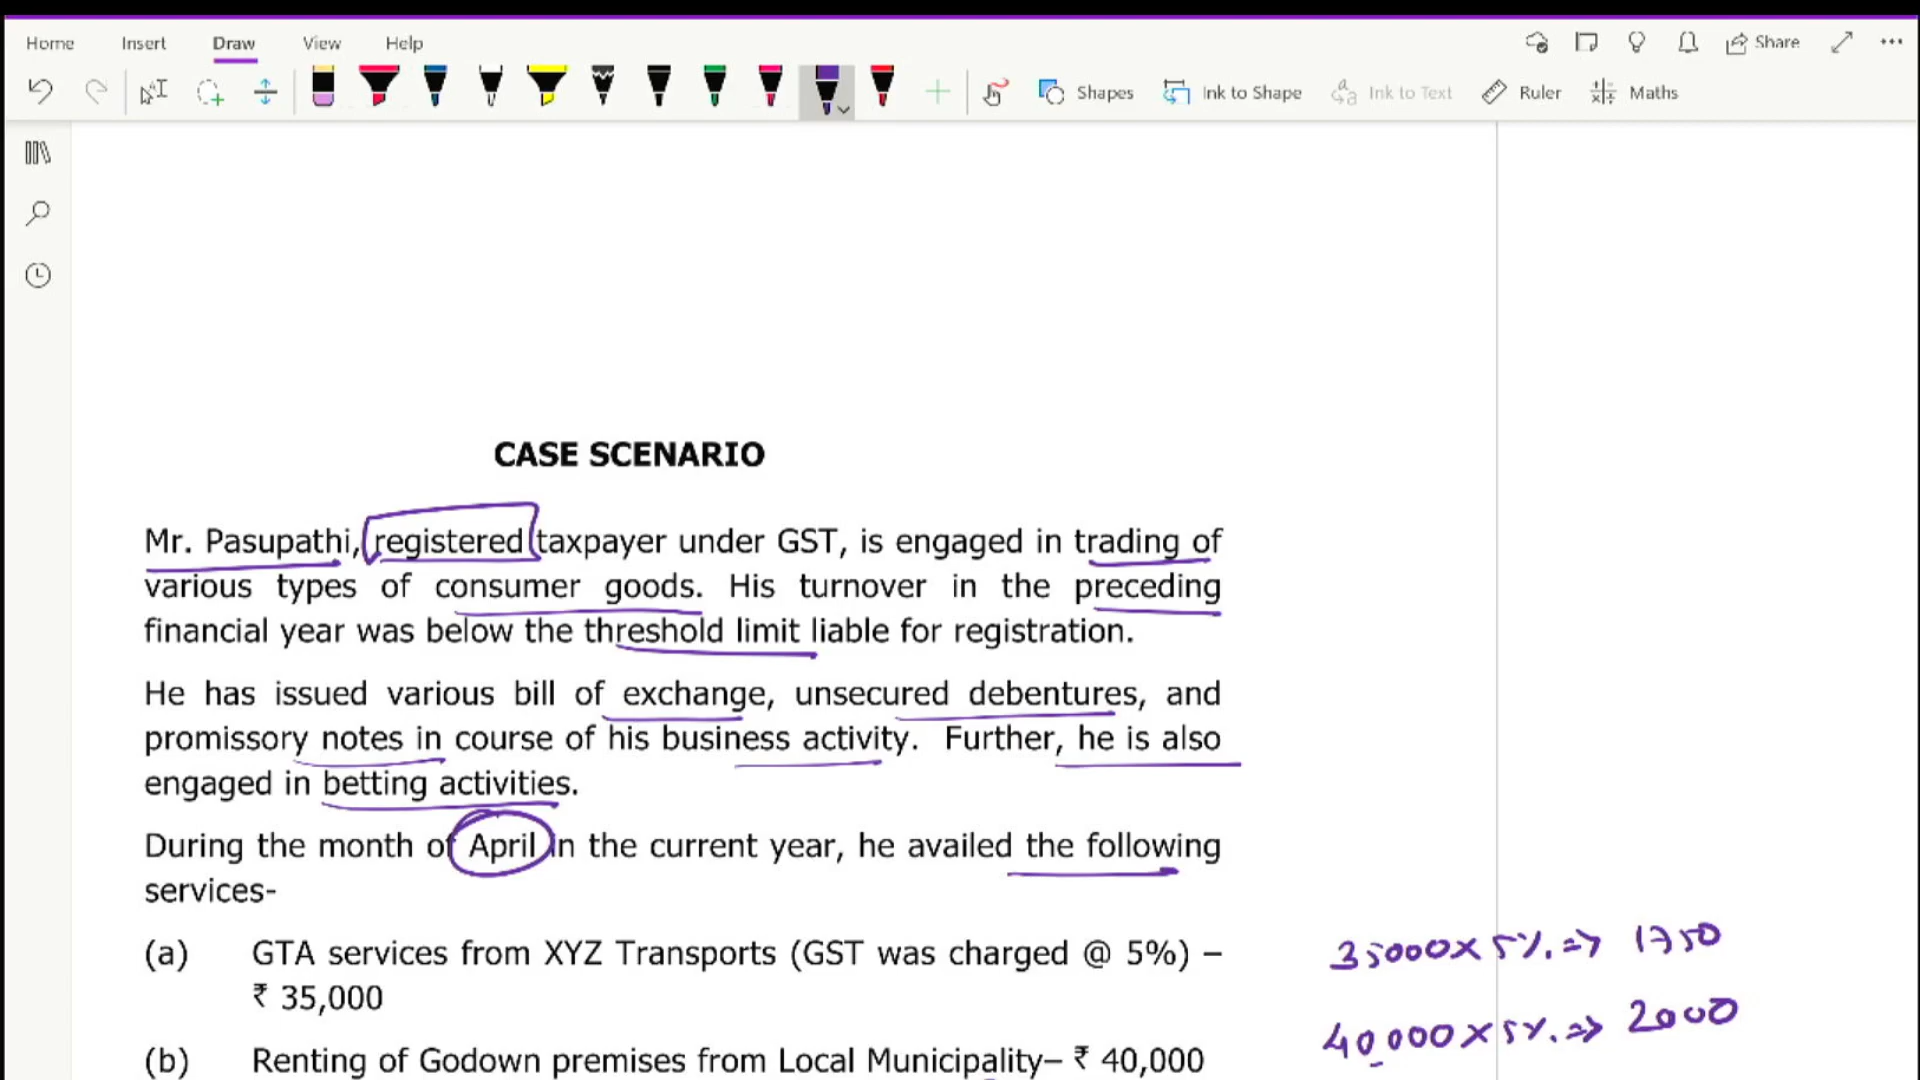 Home Insert Draw View Help
Share
Shapes Ink to Shape Ink to Text Ruler Maths
CASE SCENARIO
Mr. Pasupathi, registered taxpayer under GST, is engaged in trading of
various types of consumer goods. His turnover in the preceding
financial year was below the threshold limit liable for registration.
He has issued various bill of exchange, unsecured debentures, and
promissory notes in course of his business activity. Further, he is also
engaged in betting activities.
During the month of April in the current year, he availed the following
services-
(a) GTA services from XYZ Transports (GST was charged @ 5%) –
₹ 35,000
35000 x 5% => 1750
40,000 x 5% => 2000
(b) Renting of Godown premises from Local Municipality– ₹ 40,000